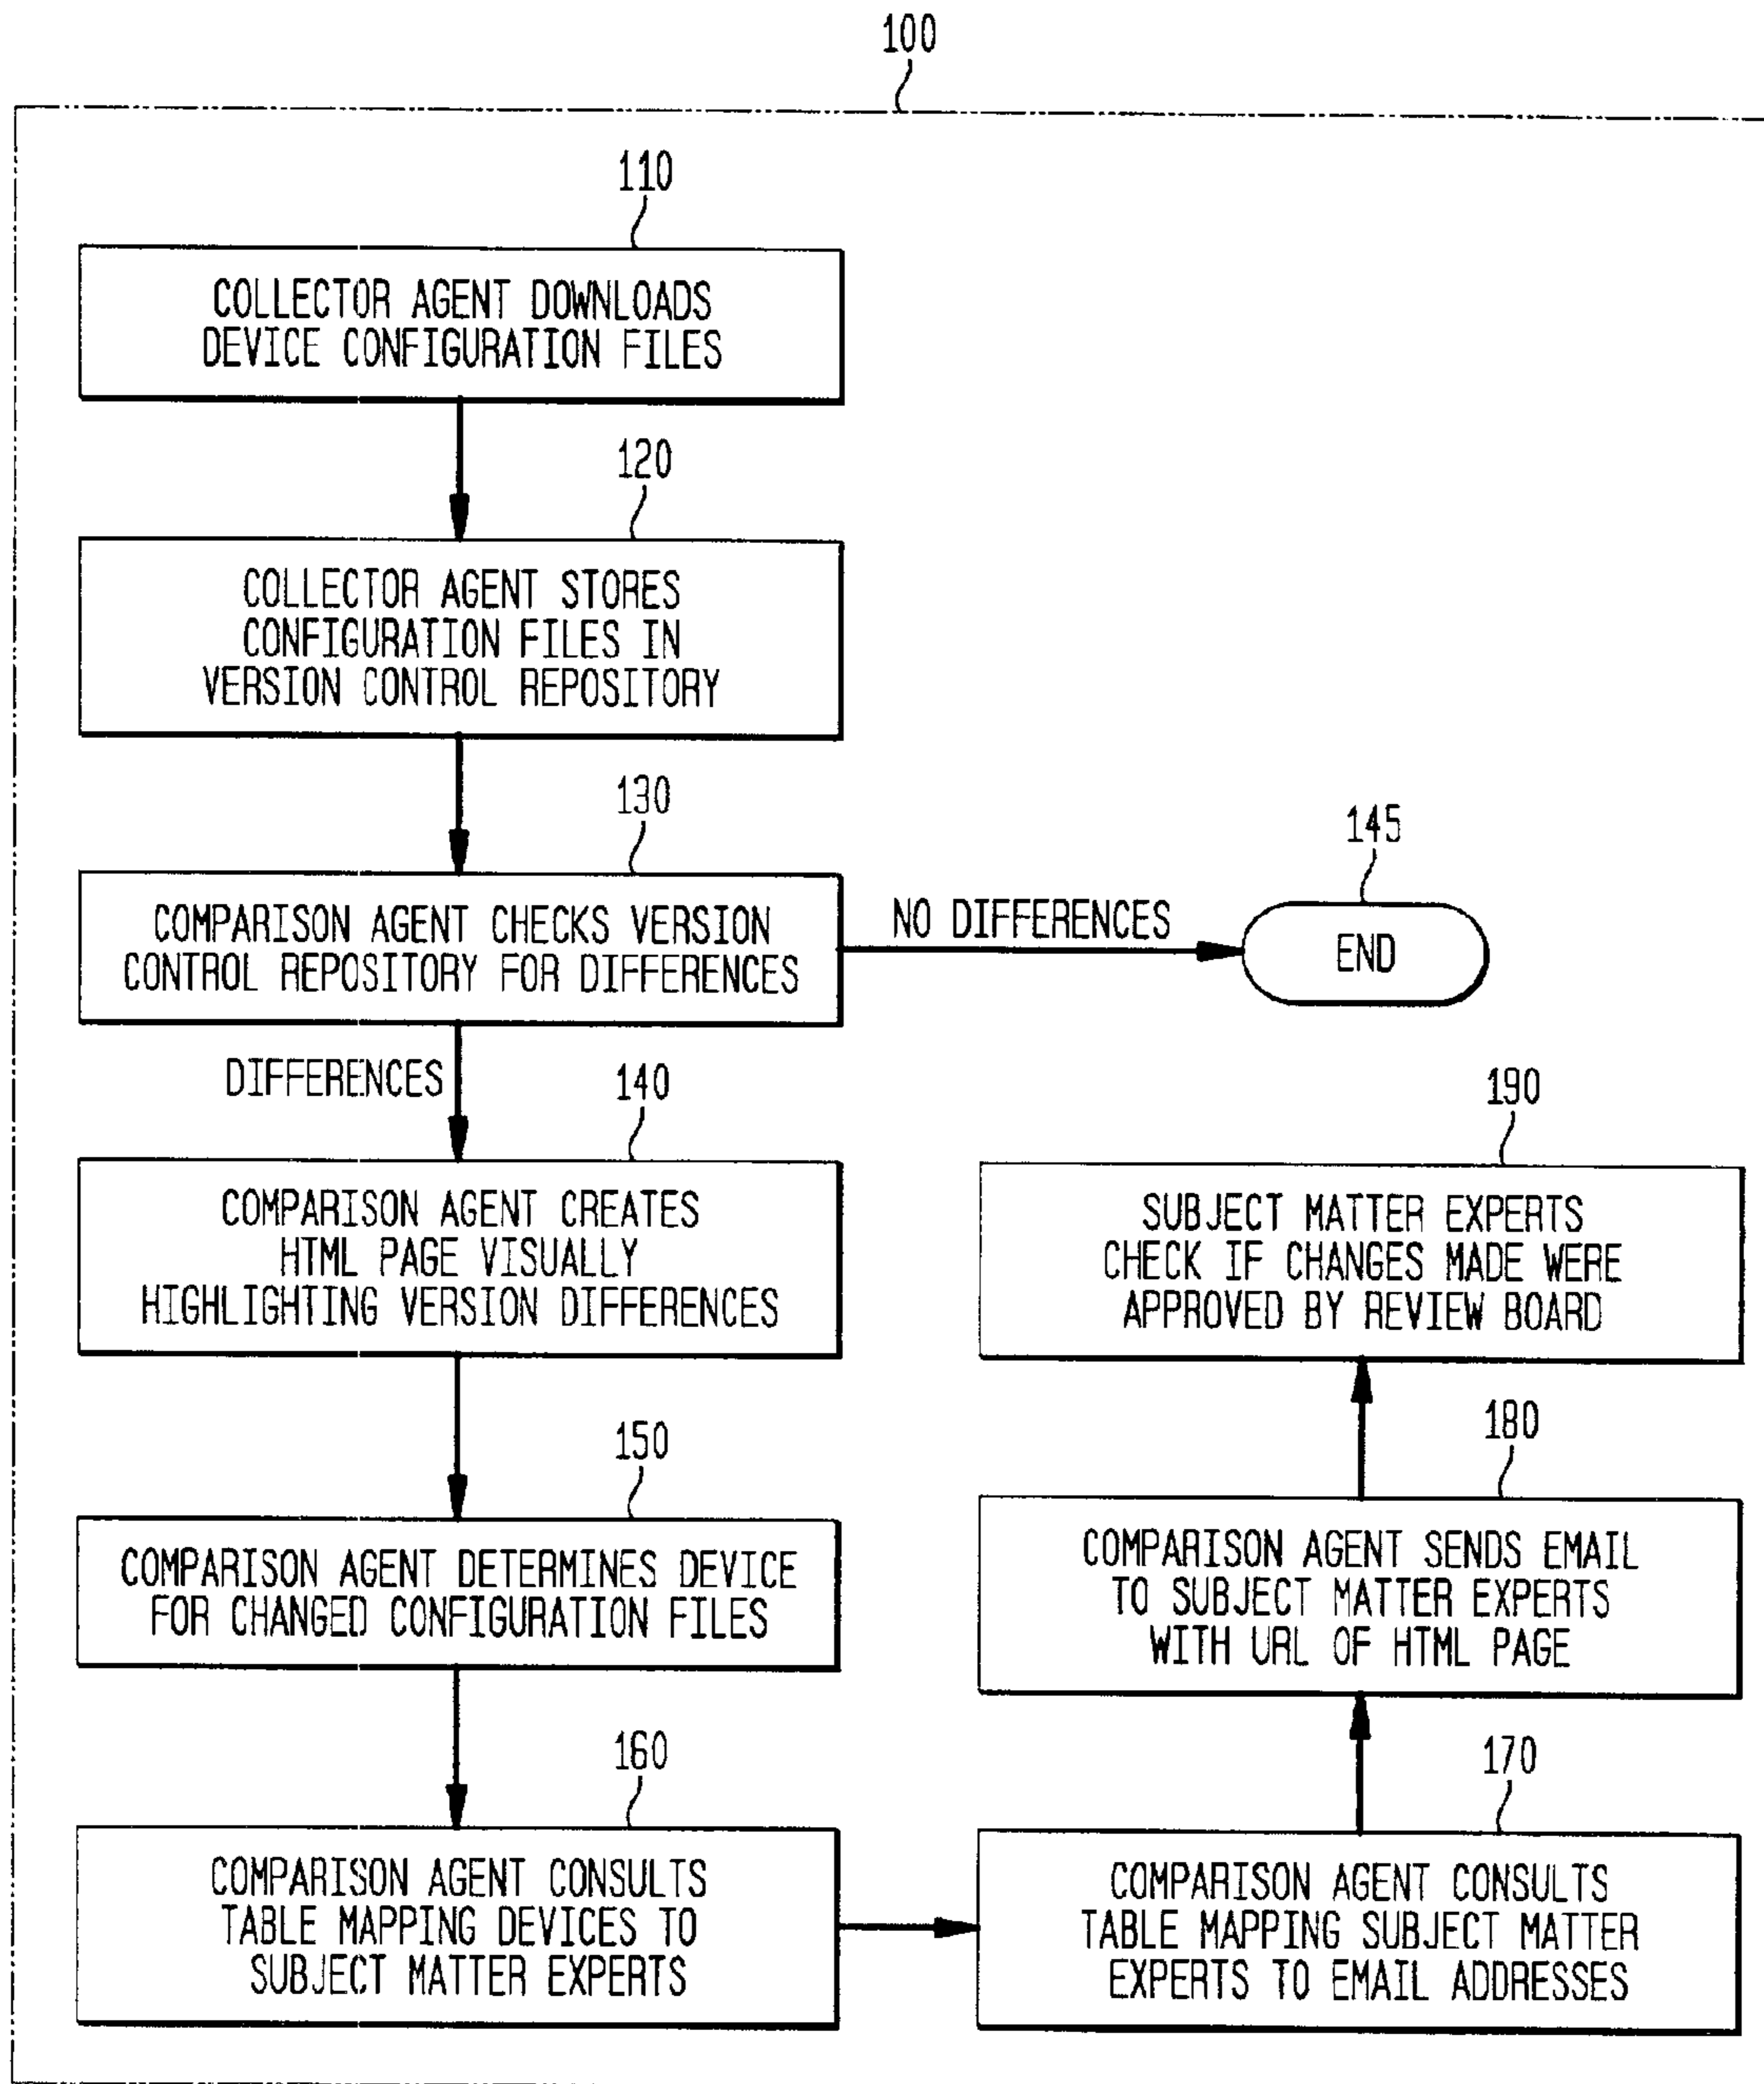 100
110
COLLECTOR AGENT DOWNLOADS
DEVICE CONFIGURATION FILES
120
COLLECTOR AGENT STORES
CONFIGURATION FILES IN
VERSION CONTROL REPOSITORY
130
COMPARISON AGENT CHECKS VERSION
CONTROL REPOSITORY FOR DIFFERENCES
NO DIFFERENCES
145
END
DIFFERENCES
140
COMPARISON AGENT CREATES
HTML PAGE VISUALLY
HIGHLIGHTING VERSION DIFFERENCES
150
COMPARISON AGENT DETERMINES DEVICE
FOR CHANGED CONFIGURATION FILES
160
COMPARISON AGENT CONSULTS
TABLE MAPPING DEVICES TO
SUBJECT MATTER EXPERTS
170
COMPARISON AGENT CONSULTS
TABLE MAPPING SUBJECT MATTER
EXPERTS TO EMAIL ADDRESSES
180
COMPARISON AGENT SENDS EMAIL
TO SUBJECT MATTER EXPERTS
WITH URL OF HTML PAGE
190
SUBJECT MATTER EXPERTS
CHECK IF CHANGES MADE WERE
APPROVED BY REVIEW BOARD